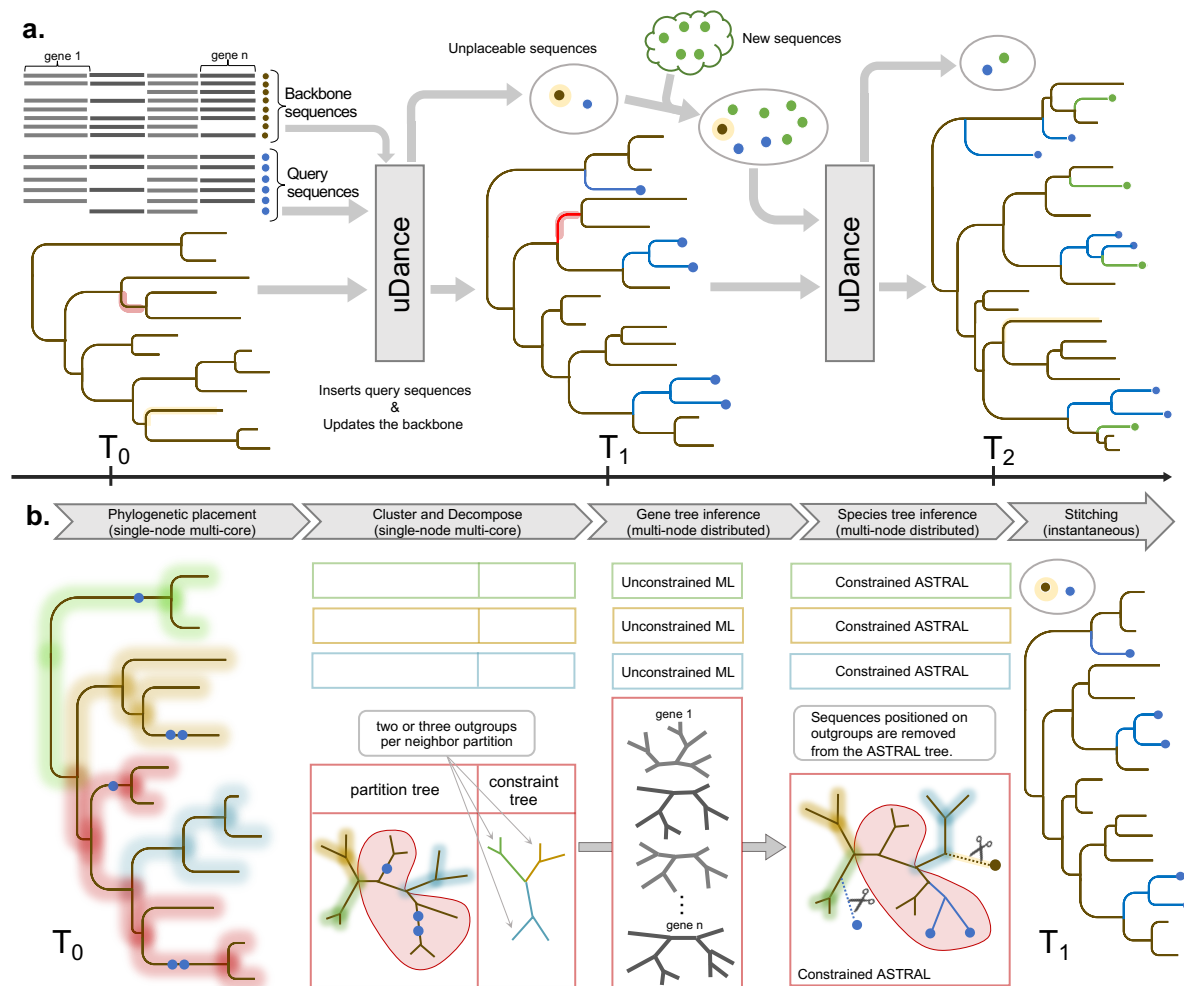 a.
gene 1
gene n
Backbone
sequences
Query
sequences
Unplaceable sequences
New sequences
uDance
uDance
Inserts query sequences
&
Updates the backbone
T0
T1
T2
b.
Phylogenetic placement
(single-node multi-core)
Cluster and Decompose
(single-node multi-core)
Gene tree inference
(multi-node distributed)
Species tree inference
(multi-node distributed)
Stitching
(instantaneous)
Unconstrained ML
Constrained ASTRAL
Unconstrained ML
Constrained ASTRAL
Unconstrained ML
Constrained ASTRAL
two or three outgroups
per neighbor partition
partition tree
constraint
tree
gene 1
gene n
Sequences positioned on
outgroups are removed
from the ASTRAL tree.
Constrained ASTRAL
T0
T1